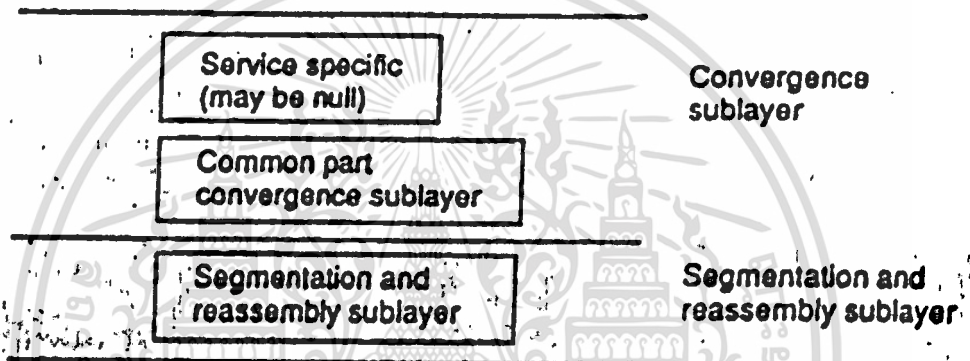 Service specific
(may be null)
Convergence
sublayer
Common part
convergence sublayer
Segmentation and
reassembly sublayer
Segmentation and
reassembly sublayer